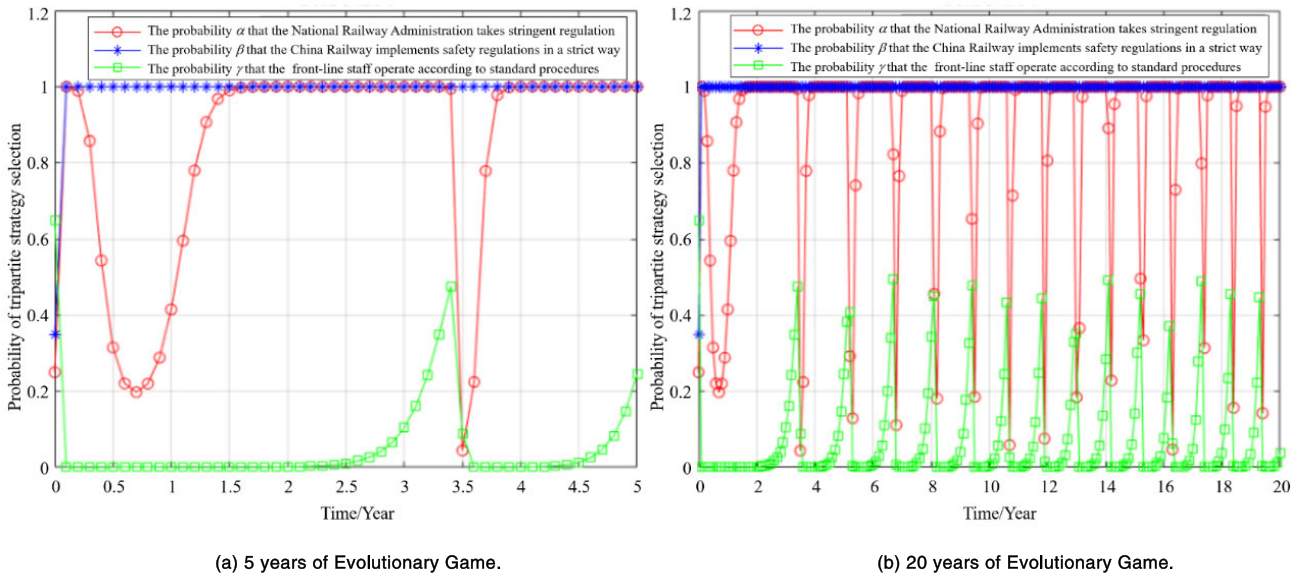 1.2
The probability α that the National Railway Administration takes stringent regulation
The probability β that the China Railway implements safety regulations in a strict way
The probability γ that the front-line staff operate according to standard procedures
1
0.8
0.6
0.4
0.2
0
Probability of tripartite strategy selection
0 0.5 1 1.5 2 2.5 3 3.5 4 4.5 5
Time/Year
(a) 5 years of Evolutionary Game.
1.2
The probability α that the National Railway Administration takes stringent regulation
The probability β that the China Railway implements safety regulations in a strict way
The probability γ that the front-line staff operate according to standard procedures
1
0.8
0.6
0.4
0.2
0
Probability of tripartite strategy selection
0 2 4 6 8 10 12 14 16 18 20
Time/Year
(b) 20 years of Evolutionary Game.